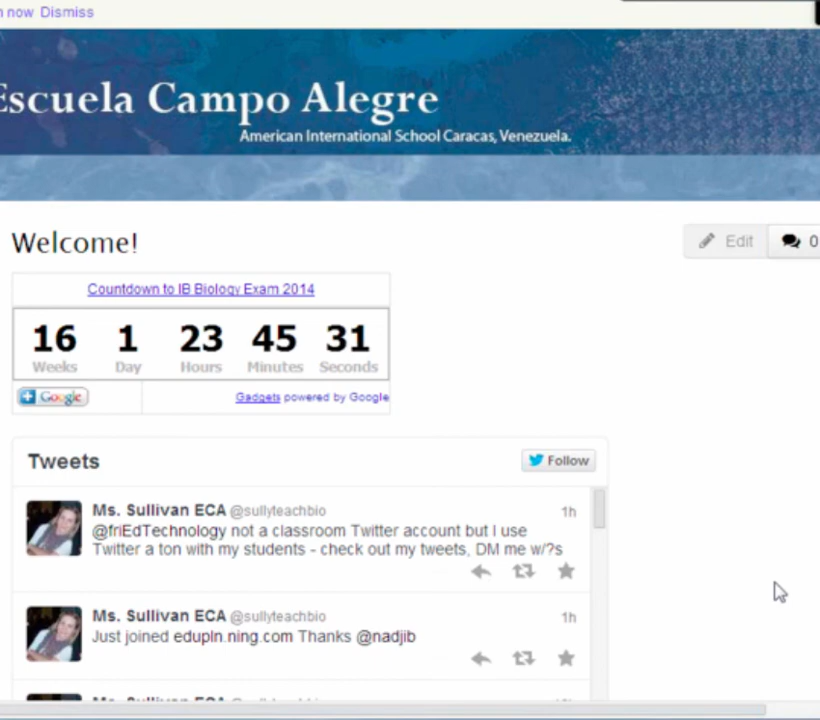 now Dismiss
Escuela Campo Alegre
American International School Caracas, Venezuela.
Welcome!
Edit 0
Countdown to IB Biology Exam 2014
16 1 23 45 31
Weeks Day Hours Minutes Seconds
Google
Gadgets powered by Google
Tweets
Follow
Ms. Sullivan ECA @sullyteachbio 1h
@friEdTechnology not a classroom Twitter account but I use
Twitter a ton with my students - check out my tweets, DM me w/?s
Ms. Sullivan ECA @sullyteachbio 1h
Just joined edupln.ning.com Thanks @nadjib